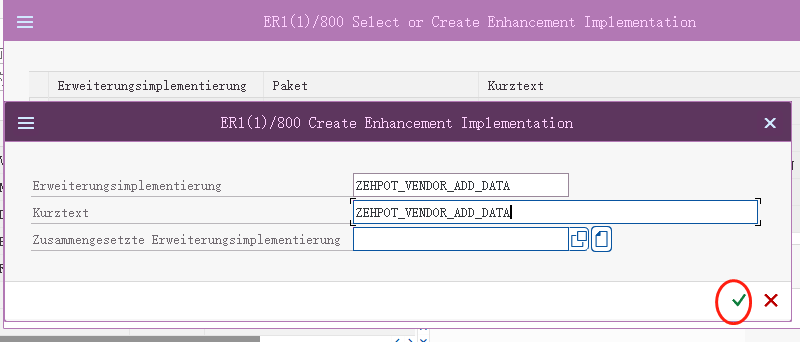 ER1(1)/800 Select or Create Enhancement Implementation
Erweiterungsimplementierung Paket Kurztext
ER1(1)/800 Create Enhancement Implementation
Erweiterungsimplementierung ZEHPOT_VENDOR_ADD_DATA
Kurztext ZEHPOT_VENDOR_ADD_DATA
Zusammengesetzte Erweiterungsimplementierung